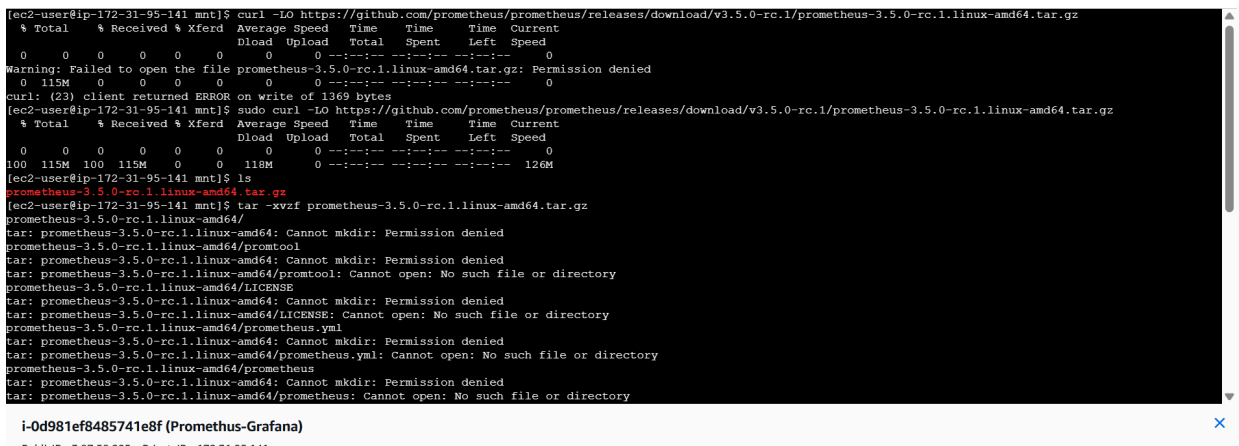 [ec2-user@ip-172-31-95-141 mnt]$ curl -LO https://github.com/prometheus/prometheus/releases/download/v3.5.0-rc.1/prometheus-3.5.0-rc.1.linux-amd64.tar.gz
% Total % Received % Xferd Average Speed Time Time Time Current
Dload Upload Total Spent Left Speed
0 0 0 0 0 0 0 0 --:--:-- --:--:-- --:--:-- 0
Warning: Failed to open the file prometheus-3.5.0-rc.1.linux-amd64.tar.gz: Permission denied
0 115M 0 0 0 0 0 0 --:--:-- --:--:-- --:--:-- 0
curl: (23) client returned ERROR on write of 1369 bytes
[ec2-user@ip-172-31-95-141 mnt]$ sudo curl -LO https://github.com/prometheus/prometheus/releases/download/v3.5.0-rc.1/prometheus-3.5.0-rc.1.linux-amd64.tar.gz
% Total % Received % Xferd Average Speed Time Time Time Current
Dload Upload Total Spent Left Speed
0 0 0 0 0 0 0 0 --:--:-- --:--:-- --:--:-- 0
100 115M 100 115M 0 0 118M 0 --:--:-- --:--:-- --:--:-- 126M
[ec2-user@ip-172-31-95-141 mnt]$ ls
prometheus-3.5.0-rc.1.linux-amd64.tar.gz
[ec2-user@ip-172-31-95-141 mnt]$ tar -xvzf prometheus-3.5.0-rc.1.linux-amd64.tar.gz
prometheus-3.5.0-rc.1.linux-amd64/
tar: prometheus-3.5.0-rc.1.linux-amd64: Cannot mkdir: Permission denied
prometheus-3.5.0-rc.1.linux-amd64/promtool
tar: prometheus-3.5.0-rc.1.linux-amd64: Cannot mkdir: Permission denied
tar: prometheus-3.5.0-rc.1.linux-amd64/promtool: Cannot open: No such file or directory
prometheus-3.5.0-rc.1.linux-amd64/LICENSE
tar: prometheus-3.5.0-rc.1.linux-amd64: Cannot mkdir: Permission denied
tar: prometheus-3.5.0-rc.1.linux-amd64/LICENSE: Cannot open: No such file or directory
prometheus-3.5.0-rc.1.linux-amd64/prometheus.yml
tar: prometheus-3.5.0-rc.1.linux-amd64: Cannot mkdir: Permission denied
tar: prometheus-3.5.0-rc.1.linux-amd64/prometheus.yml: Cannot open: No such file or directory
prometheus-3.5.0-rc.1.linux-amd64/prometheus
tar: prometheus-3.5.0-rc.1.linux-amd64: Cannot mkdir: Permission denied
tar: prometheus-3.5.0-rc.1.linux-amd64/prometheus: Cannot open: No such file or directory
i-0d981ef8485741e8f (Promethus-Grafana)